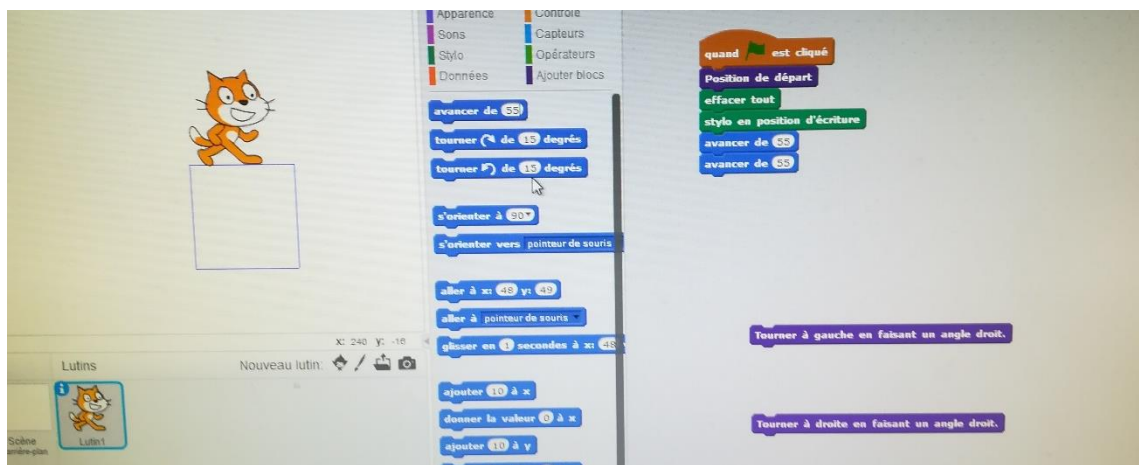 Apparence
Contrôle
Sons
Capteurs
Stylo
Opérateurs
Données
Ajouter blocs
avancer de 55
tourner de 15 degrés
tourner de 15 degrés
s'orienter à 90
s'orienter vers pointeur de souris
aller à x: 48 y: 49
aller à pointeur de souris
glisser en 1 secondes à x: 48
ajouter 10 à x
donner la valeur 0 à x
ajouter 10 à y
quand est cliqué
Position de départ
effacer tout
stylo en position d'écriture
avancer de 55
avancer de 55
Tourner à gauche en faisant un angle droit.
Tourner à droite en faisant un angle droit.
x: 240 y: -16
Lutins
Nouveau lutin:
Scène
Lutin1